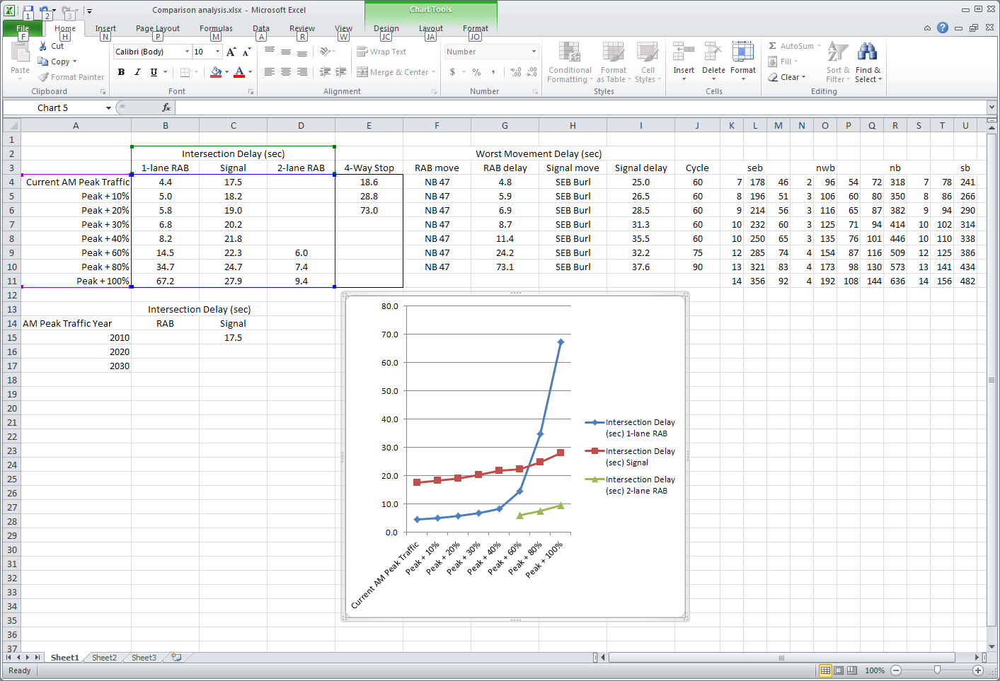 Comparison analysis.xlsx - Microsoft Excel
Chart Tools
1 2 3
File Home Insert Page Layout Formulas Data Review View Design Layout Format
F H N P M A R W JC JA JO
Paste
Cut
Copy
Format Painter
Clipboard
Calibri (Body) 10 A A
B I U A
Font
Wrap Text
Merge & Center
Alignment
Number
$ % , .00 .00
Number
Conditional Formatting
Format as Table
Cell Styles
Styles
Insert Delete Format
Cells
Σ AutoSum
Fill
Clear
Sort & Filter
Find & Select
Editing
Chart 5 fx
A B C D E F G H I J K L M N O P Q R S T U
1
2 Intersection Delay (sec) Worst Movement Delay (sec)
3 1-lane RAB Signal 2-lane RAB 4-Way Stop RAB move RAB delay Signal move Signal delay Cycle seb nwb nb sb
4 Current AM Peak Traffic 4.4 17.5 18.6 NB 47 4.8 SEB Burl 25.0 60 7 178 46 2 96 54 72 318 7 78 241
5 Peak + 10% 5.0 18.2 28.8 NB 47 5.9 SEB Burl 26.5 60 8 196 51 3 106 60 80 350 8 86 266
6 Peak + 20% 5.8 19.0 73.0 NB 47 6.9 SEB Burl 28.5 60 9 214 56 3 116 65 87 382 9 94 290
7 Peak + 30% 6.8 20.2 NB 47 8.7 SEB Burl 31.3 60 10 232 60 3 125 71 94 414 10 102 314
8 Peak + 40% 8.2 21.8 NB 47 11.4 SEB Burl 35.5 60 10 250 65 3 135 76 101 446 10 110 338
9 Peak + 60% 14.5 22.3 6.0 NB 47 24.2 SEB Burl 32.2 75 12 285 74 4 154 87 116 509 12 125 386
10 Peak + 80% 34.7 24.7 7.4 NB 47 73.1 SEB Burl 37.6 90 13 321 83 4 173 98 130 573 13 141 434
11 Peak + 100% 67.2 27.9 9.4 14 356 92 4 192 108 144 636 14 156 482
12
13 Intersection Delay (sec)
14 AM Peak Traffic Year RAB Signal
15 2010 17.5
16 2020
17 2030
18
19
20
21
22
23
24
25
26
27
28
29
30
31
32
33
34
35
36
37
80.0
70.0
60.0
50.0
40.0
30.0
20.0
10.0
0.0
Current AM Peak Traffic
Peak + 10%
Peak + 20%
Peak + 30%
Peak + 40%
Peak + 60%
Peak + 80%
Peak + 100%
Intersection Delay
(sec) 1-lane RAB
Intersection Delay
(sec) Signal
Intersection Delay
(sec) 2-lane RAB
Sheet1 Sheet2 Sheet3
Ready 100%